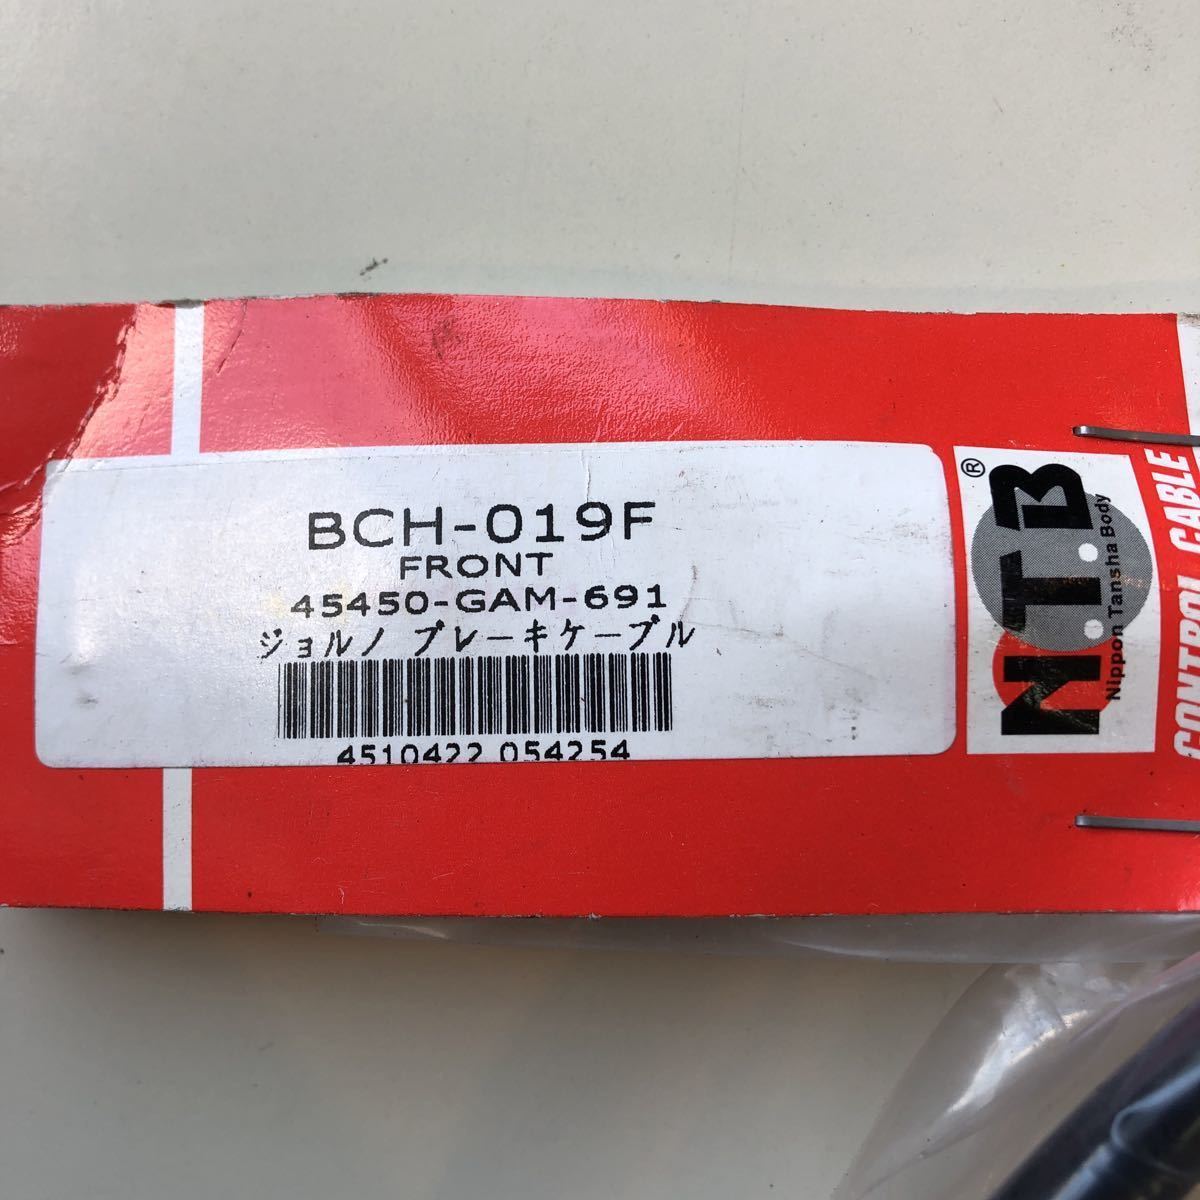 BCH-019F
FRONT
45450-GAM-691
ジョルノ ブレーキケーブル
4510422 054254
N.T.B
®
Nippon Tansha Body
CONTROL CABLE